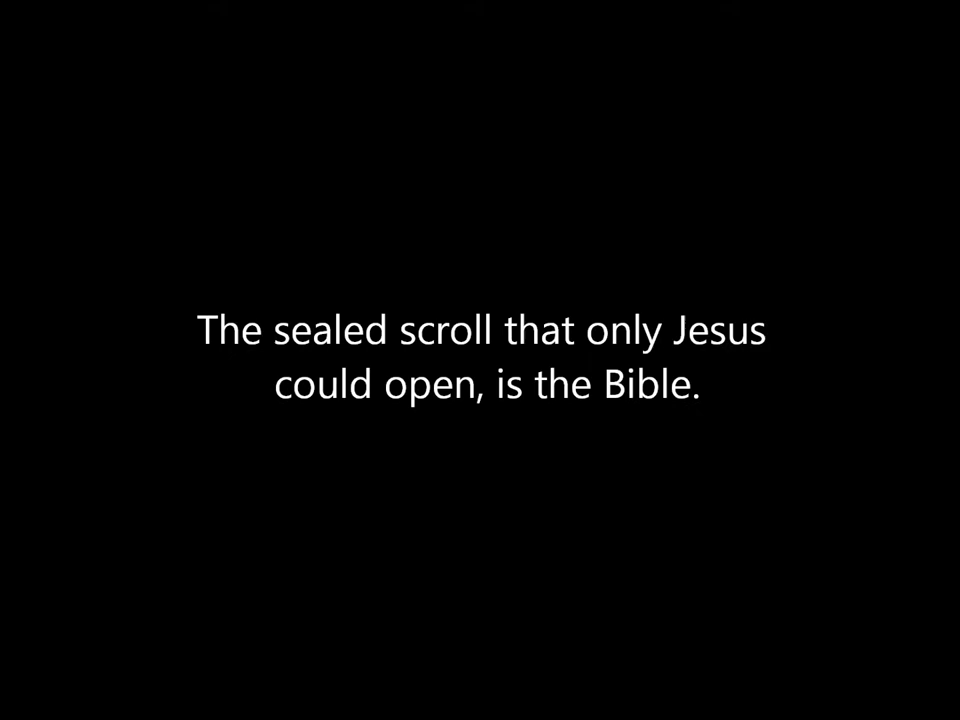 The sealed scroll that only Jesus
could open, is the Bible.